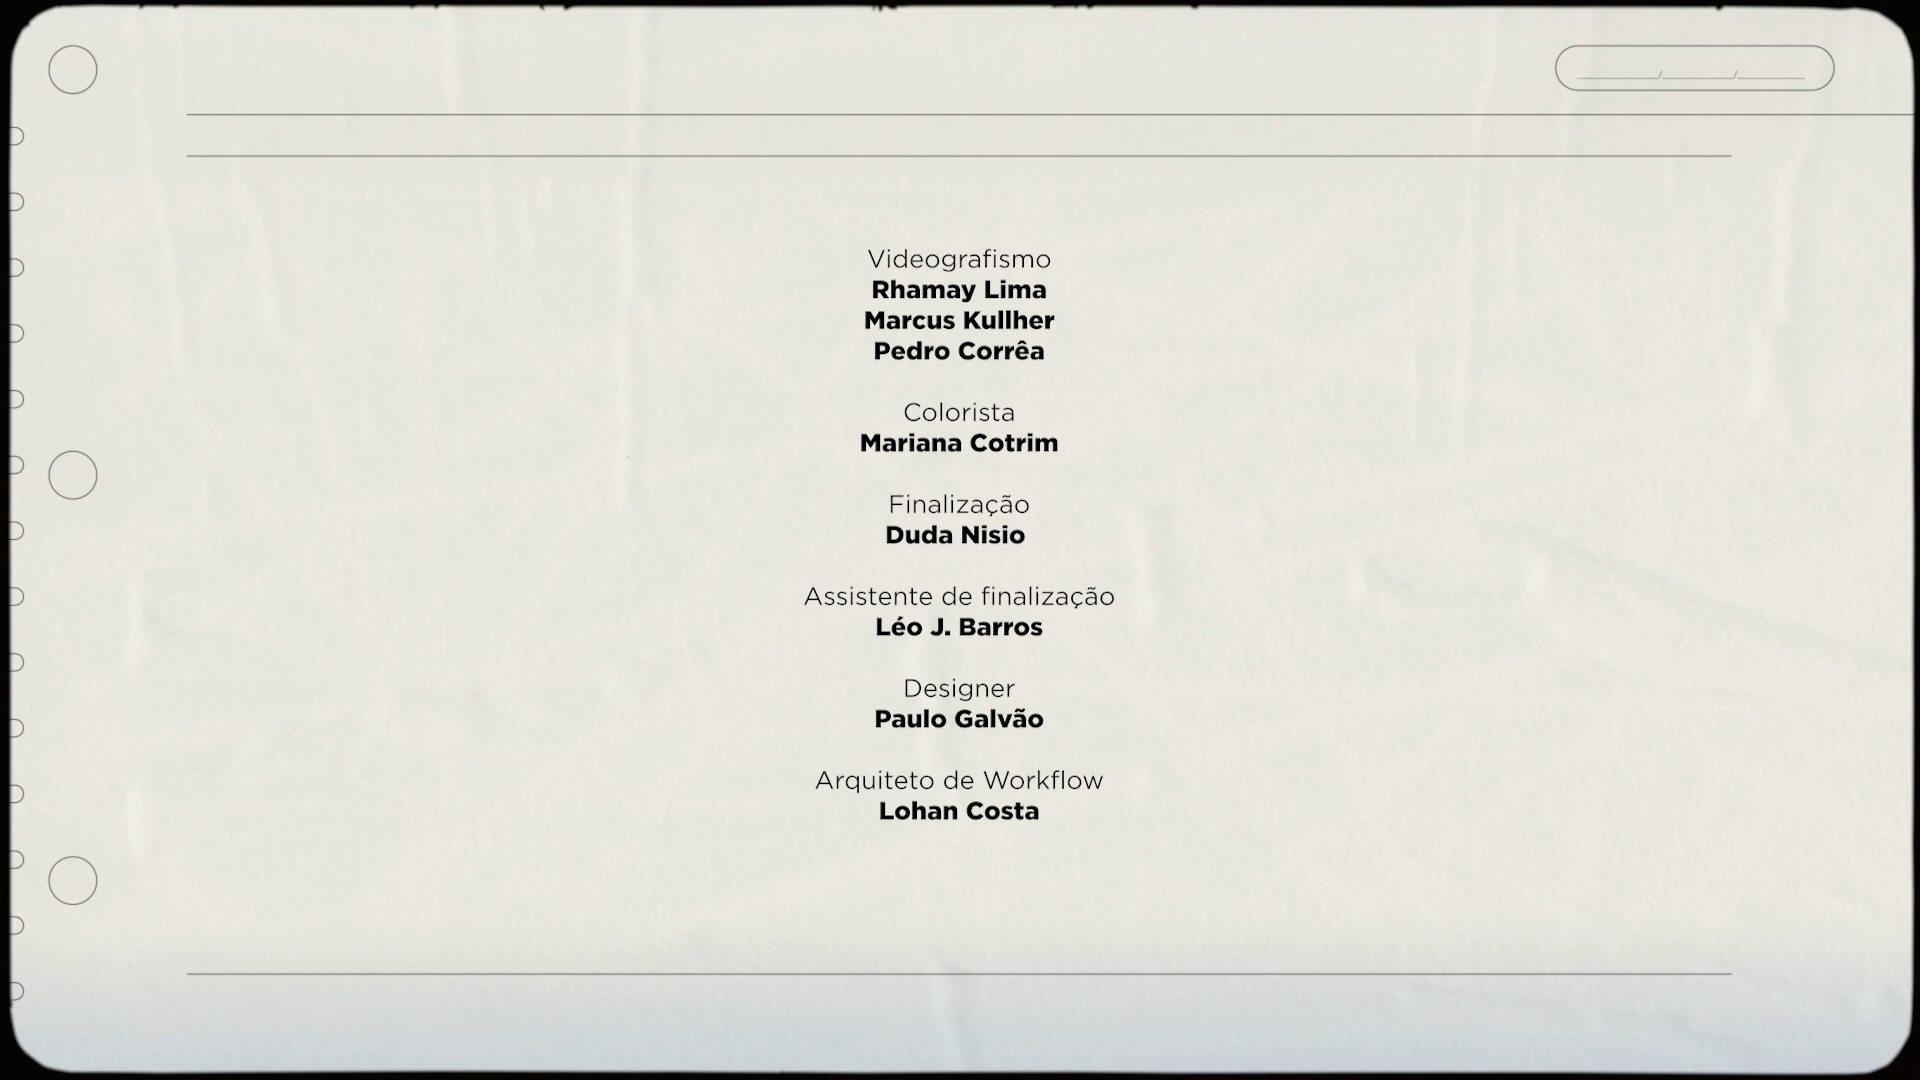 Videografismo
Rhamay Lima
Marcus Kullher
Pedro Corrêa
Colorista
Mariana Cotrim
Finalização
Duda Nisio
Assistente de finalização
Léo J. Barros
Designer
Paulo Galvão
Arquiteto de Workflow
Lohan Costa